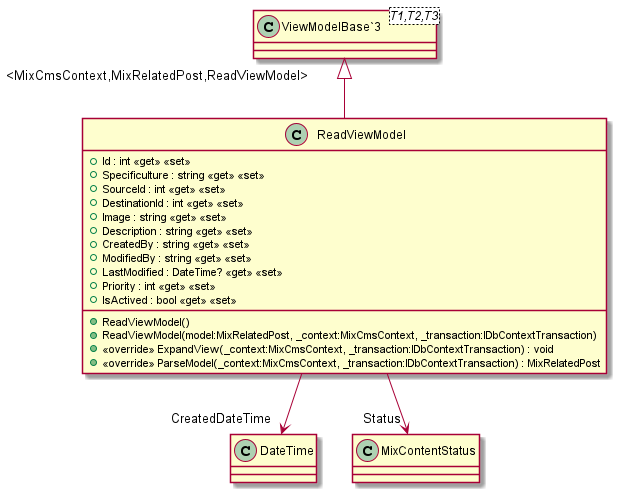 T1,T2,T3
C ViewModelBase`3
<MixCmsContext,MixRelatedPost,ReadViewModel>
C ReadViewModel
Id : int «get» «set»
Specificulture : string «get» «set»
SourceId : int «get» «set»
DestinationId : int «get» «set»
Image : string «get» «set»
Description : string «get» «set»
CreatedBy : string «get» «set»
ModifiedBy : string «get» «set»
LastModified : DateTime? «get» «set»
Priority : int «get» «set»
IsActived : bool «get» «set»
ReadViewModel()
ReadViewModel(model:MixRelatedPost, _context:MixCmsContext, _transaction:IDbContextTransaction)
«override» ExpandView(_context:MixCmsContext, _transaction:IDbContextTransaction) : void
«override» ParseModel(_context:MixCmsContext, _transaction:IDbContextTransaction) : MixRelatedPost
CreatedDateTime
Status
C DateTime
C MixContentStatus